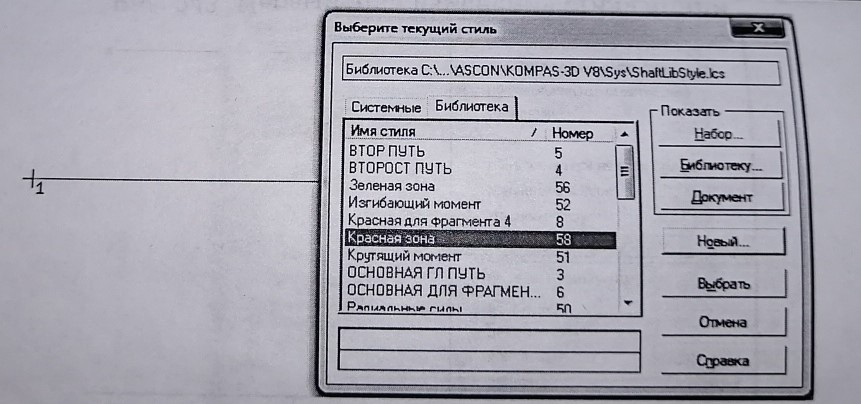 Выберите текущий стиль
Библиотека C:\...\ASCON\KOMPAS-3D V8\Sys\ShaftLibStyle.lcs
Системные Библиотека
Имя стиля / Номер
ВТОР ПУТЬ 5
ВТОРОСТ ПУТЬ 4
Зеленая зона 56
Изгибающий момент 52
Красная для фрагмента 4 8
Красная зона 58
Крутящий момент 51
ОСНОВНАЯ ГЛ ПУТЬ 3
ОСНОВНАЯ ДЛЯ ФРАГМЕН... 6
Радиальные силы 50
Показать
Набор...
Библиотеку...
Документ
Новый...
Выбрать
Отмена
Справка
1